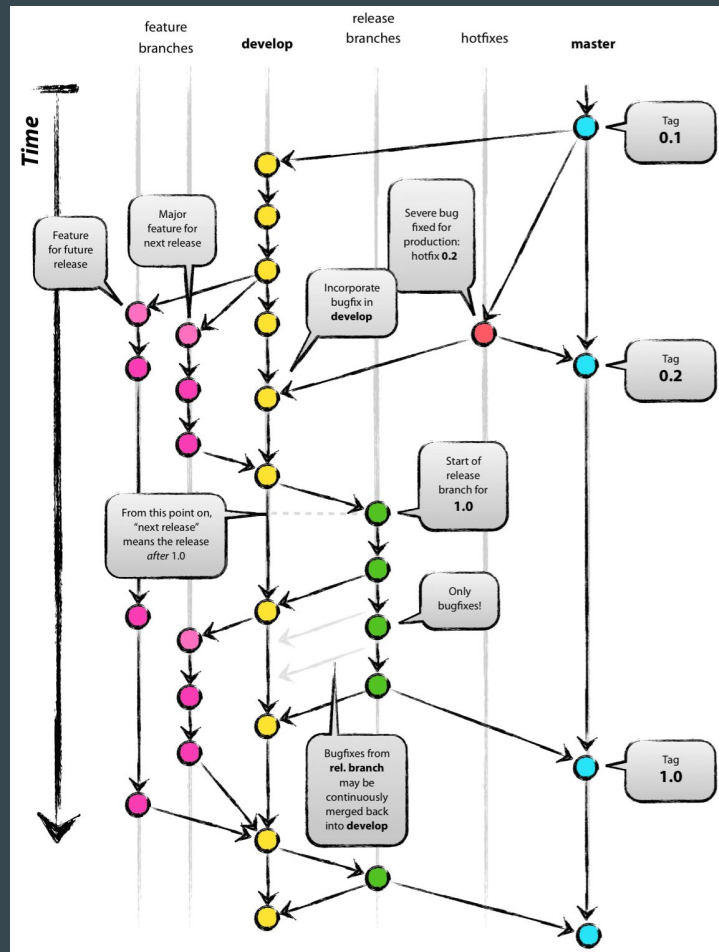 feature
branches
develop
release
branches
hotfixes
master
Time
Tag
0.1
Feature
for future
release
Major
feature for
next release
Severe bug
fixed for
production:
hotfix 0.2
Incorporate
bugfix in
develop
Tag
0.2
Start of
release
branch for
1.0
From this point on,
"next release"
means the release
after 1.0
Only
bugfixes!
Bugfixes from
rel. branch
may be
continuously
merged back
into develop
Tag
1.0